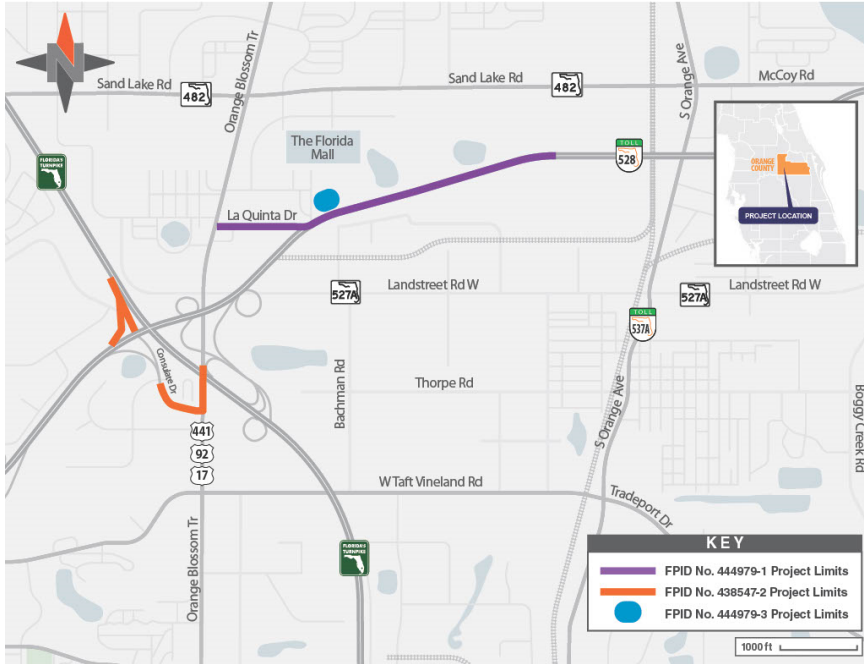 Sand Lake Rd
482
Orange Blossom Tr
Sand Lake Rd
482
S Orange Ave
McCoy Rd
FLORIDA'S
TURNPIKE
The Florida
Mall
TOLL
528
ORANGE
COUNTY
PROJECT LOCATION
La Quinta Dr
527A
Landstreet Rd W
527A
Landstreet Rd W
TOLL
537A
Consulate Dr
Bachman Rd
Thorpe Rd
S Orange Ave
Boggy Creek Rd
441
92
17
W Taft Vineland Rd
Tradeport Dr
Orange Blossom Tr
FLORIDA'S
TURNPIKE
KEY
FPID No. 444979-1 Project Limits
FPID No. 438547-2 Project Limits
FPID No. 444979-3 Project Limits
1000 ft